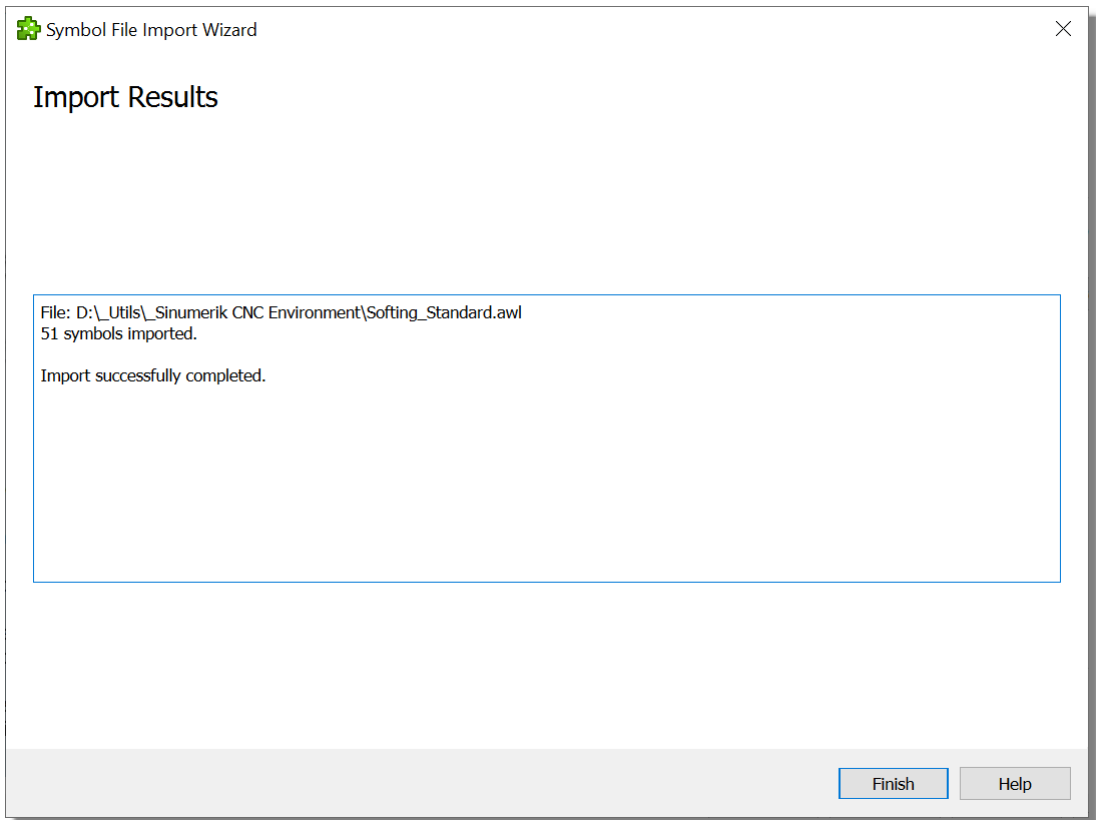 Symbol File Import Wizard
Import Results
File: D:\_Utils\_Sinumerik CNC Environment\Softing_Standard.awl
51 symbols imported.
Import successfully completed.
Finish
Help